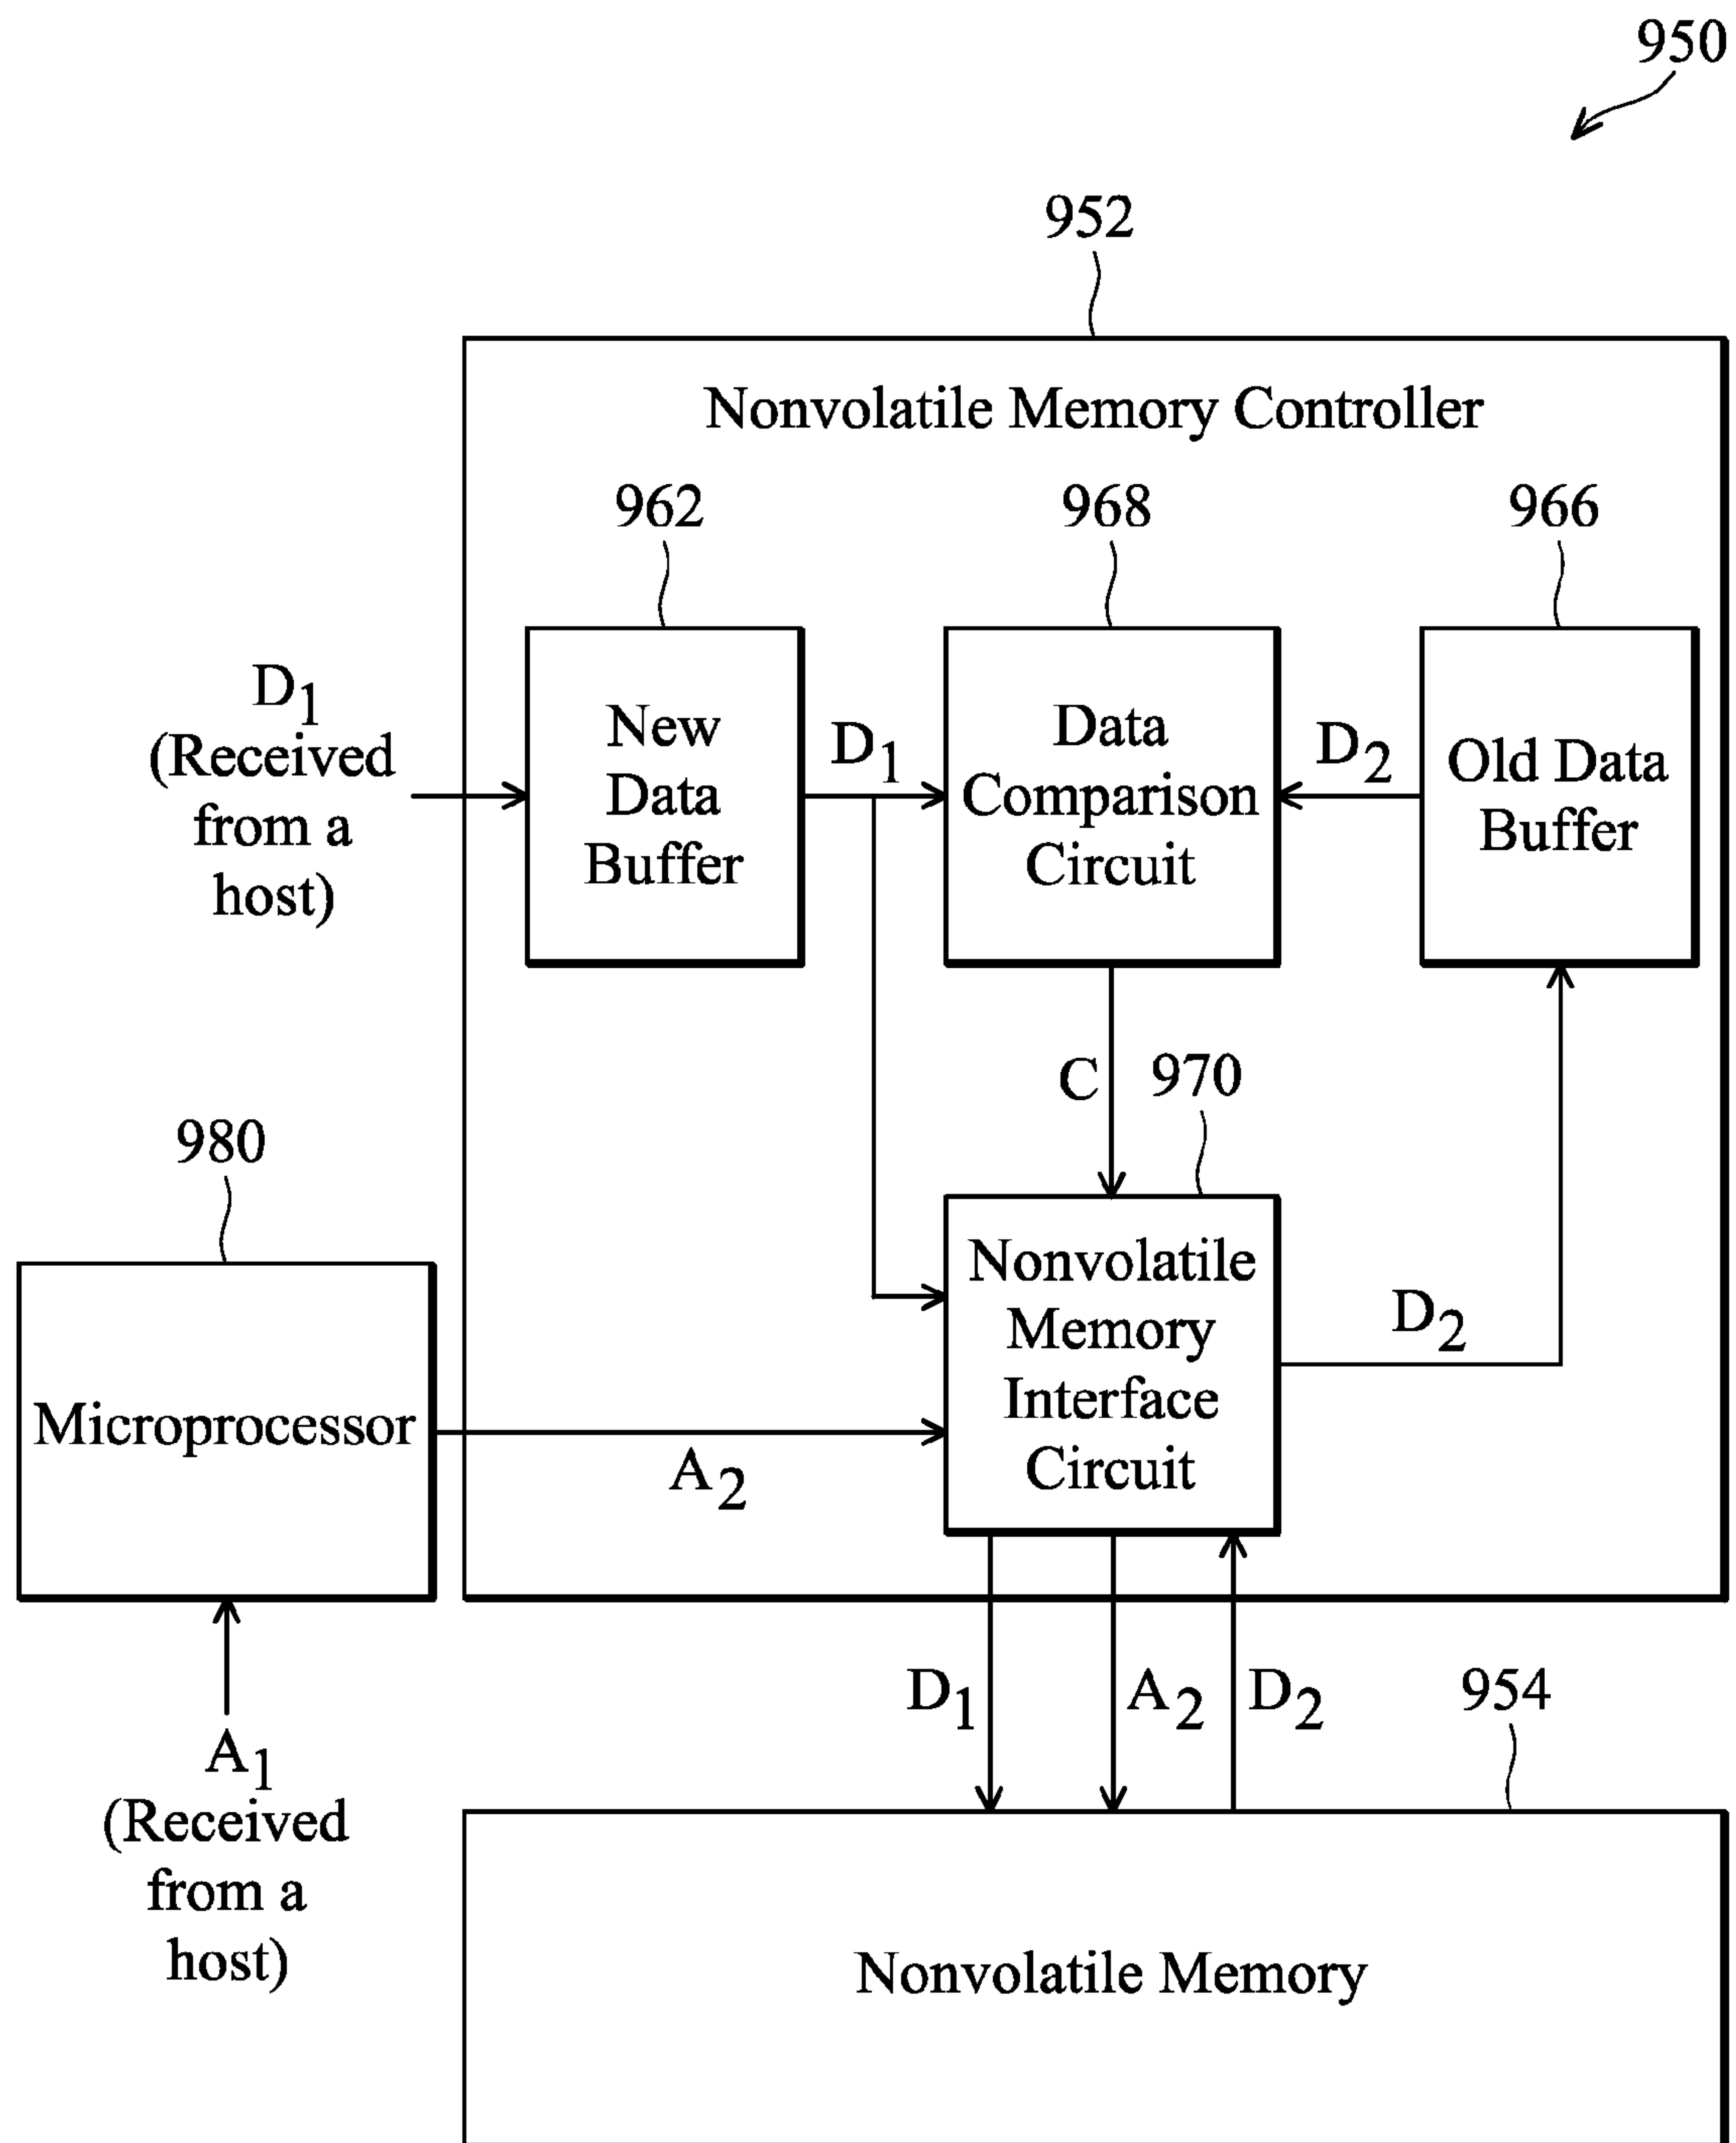 950
952
Nonvolatile Memory Controller
962
968
966
D1
(Received
from a
host)
New
Data
Buffer
D1
Data
Comparison
Circuit
D2
Old Data
Buffer
C
970
980
Microprocessor
A2
Nonvolatile
Memory
Interface
Circuit
D2
A1
(Received
from a
host)
D1
A2
D2
954
Nonvolatile Memory